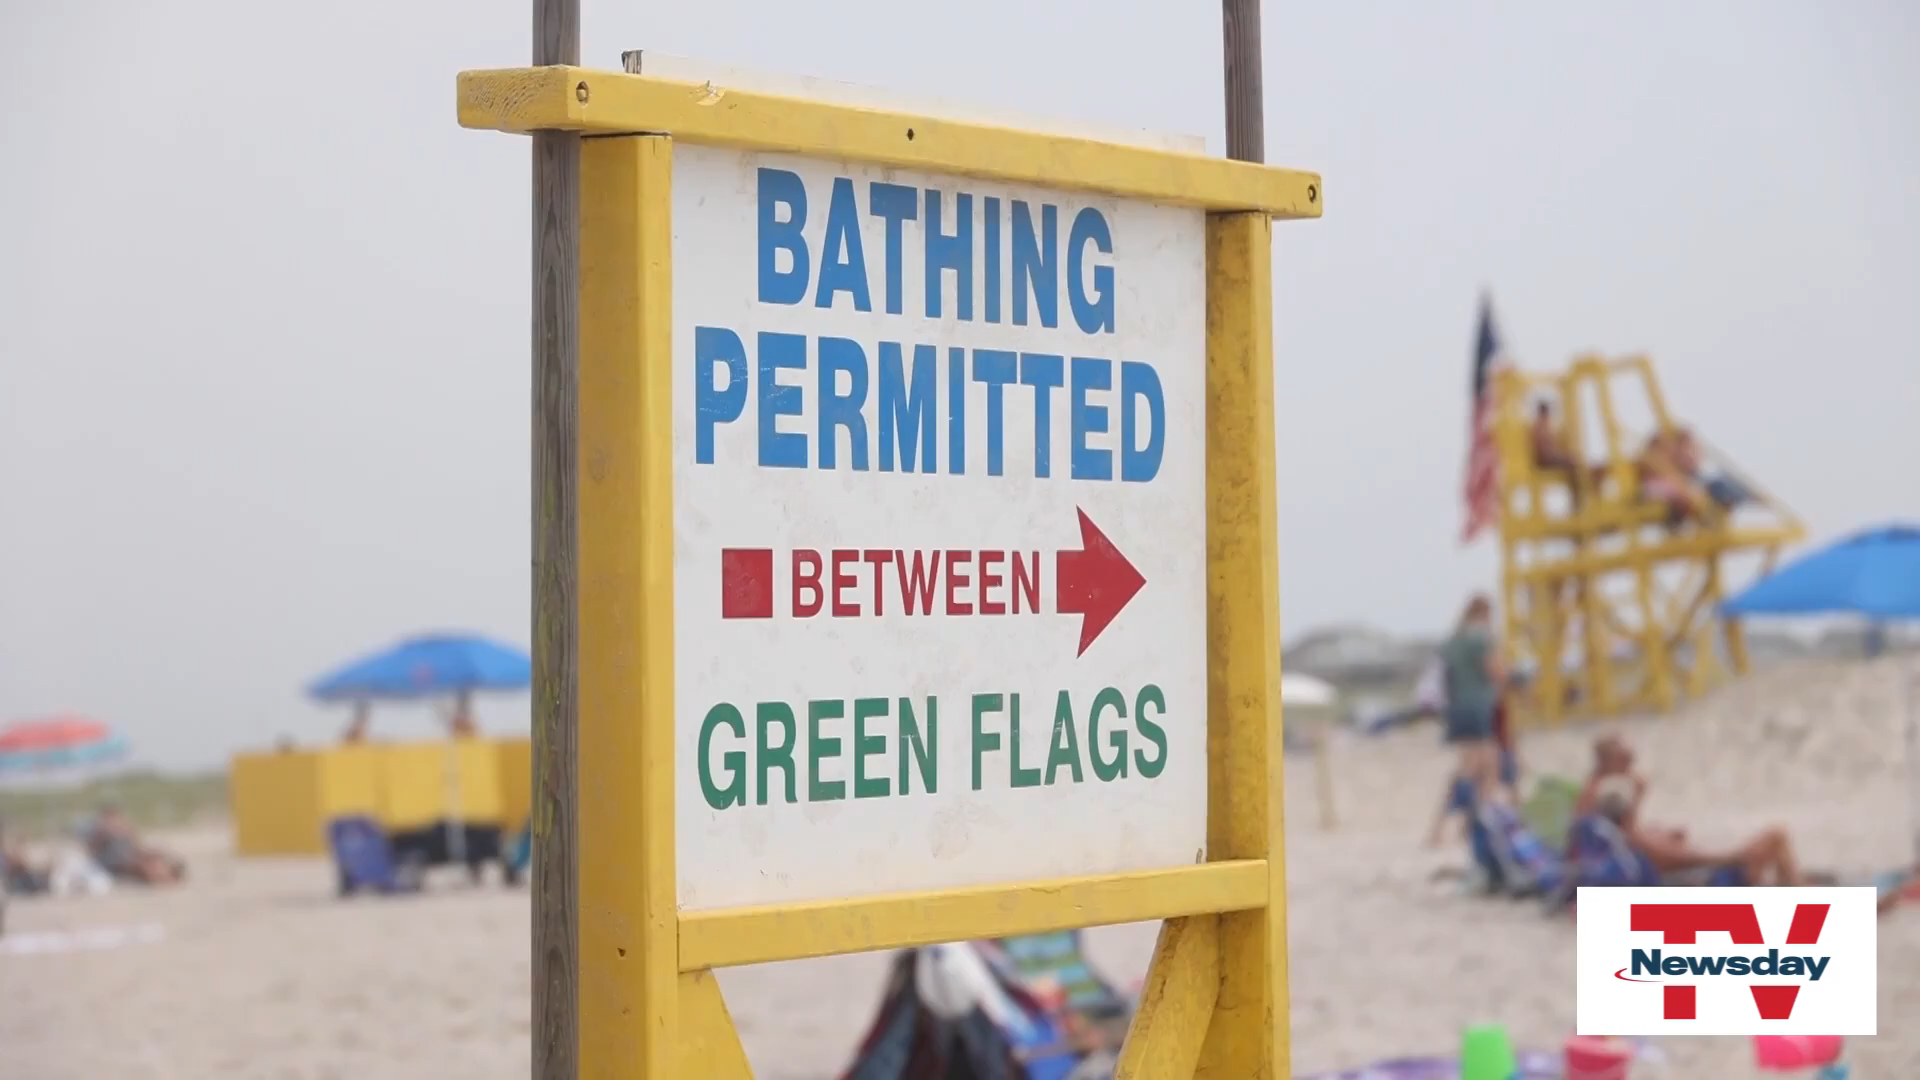 BATHING
PERMITTED
BETWEEN
GREEN FLAGS
TV
Newsday